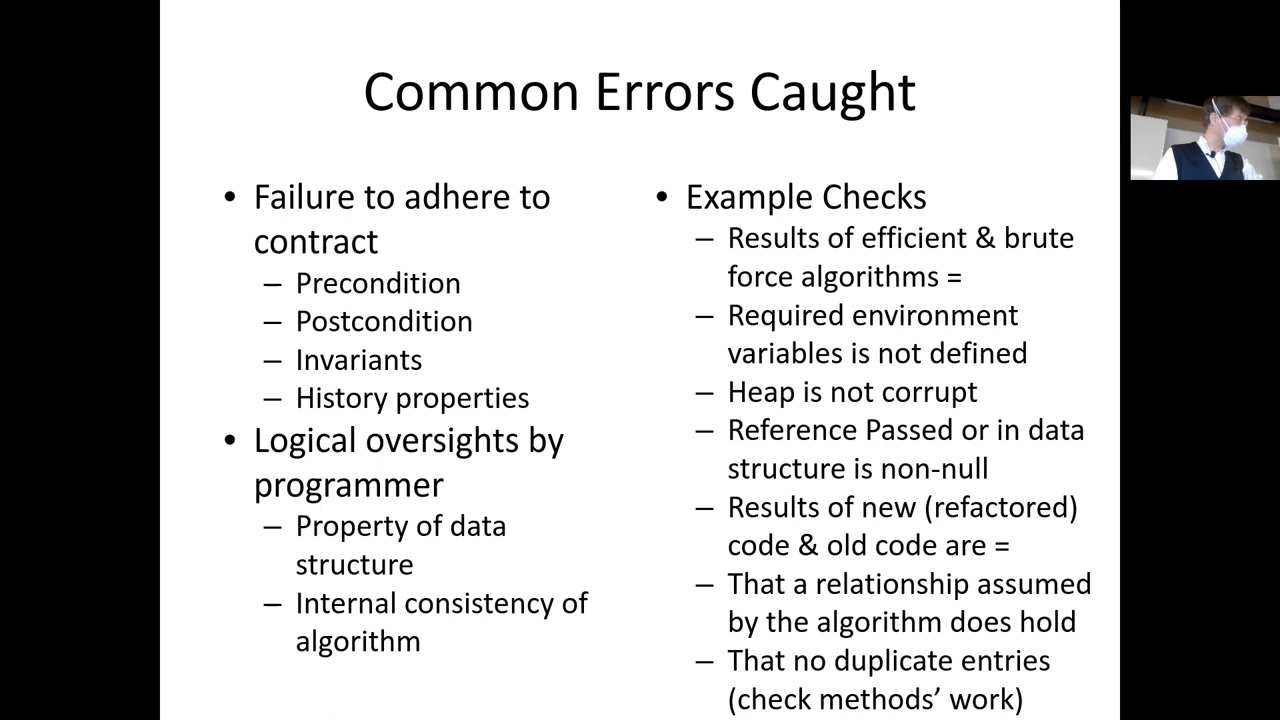 Common Errors Caught
• Failure to adhere to
contract
– Precondition
– Postcondition
– Invariants
– History properties
• Logical oversights by
programmer
– Property of data
structure
– Internal consistency of
algorithm
• Example Checks
– Results of efficient & brute
force algorithms =
– Required environment
variables is not defined
– Heap is not corrupt
– Reference Passed or in data
structure is non-null
– Results of new (refactored)
code & old code are =
– That a relationship assumed
by the algorithm does hold
– That no duplicate entries
(check methods’ work)